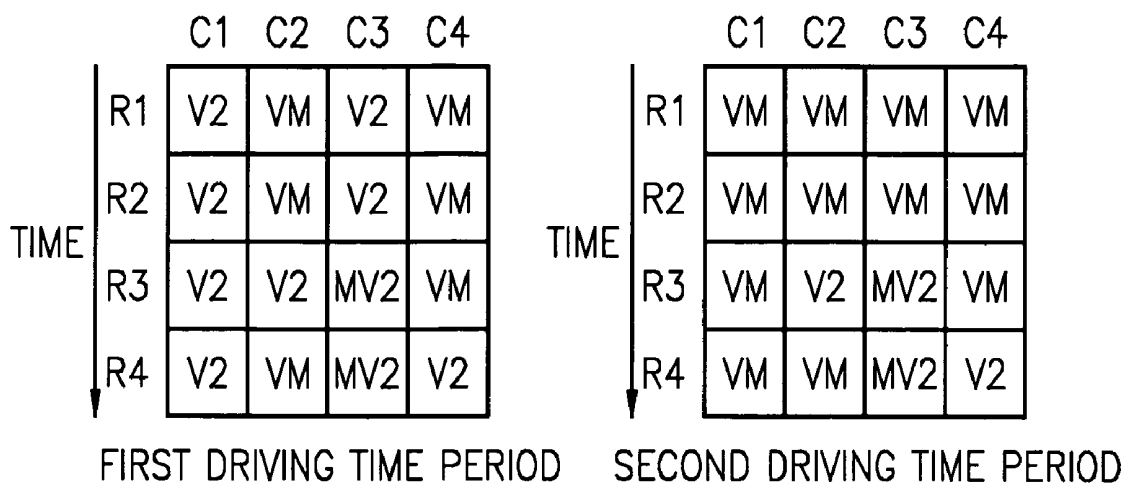 C1 C2 C3 C4
R1 V2 VM V2 VM
R2 V2 VM V2 VM
TIME
R3 V2 V2 MV2 VM
R4 V2 VM MV2 V2
FIRST DRIVING TIME PERIOD
C1 C2 C3 C4
R1 VM VM VM VM
R2 VM VM VM VM
TIME
R3 VM V2 MV2 VM
R4 VM VM MV2 V2
SECOND DRIVING TIME PERIOD